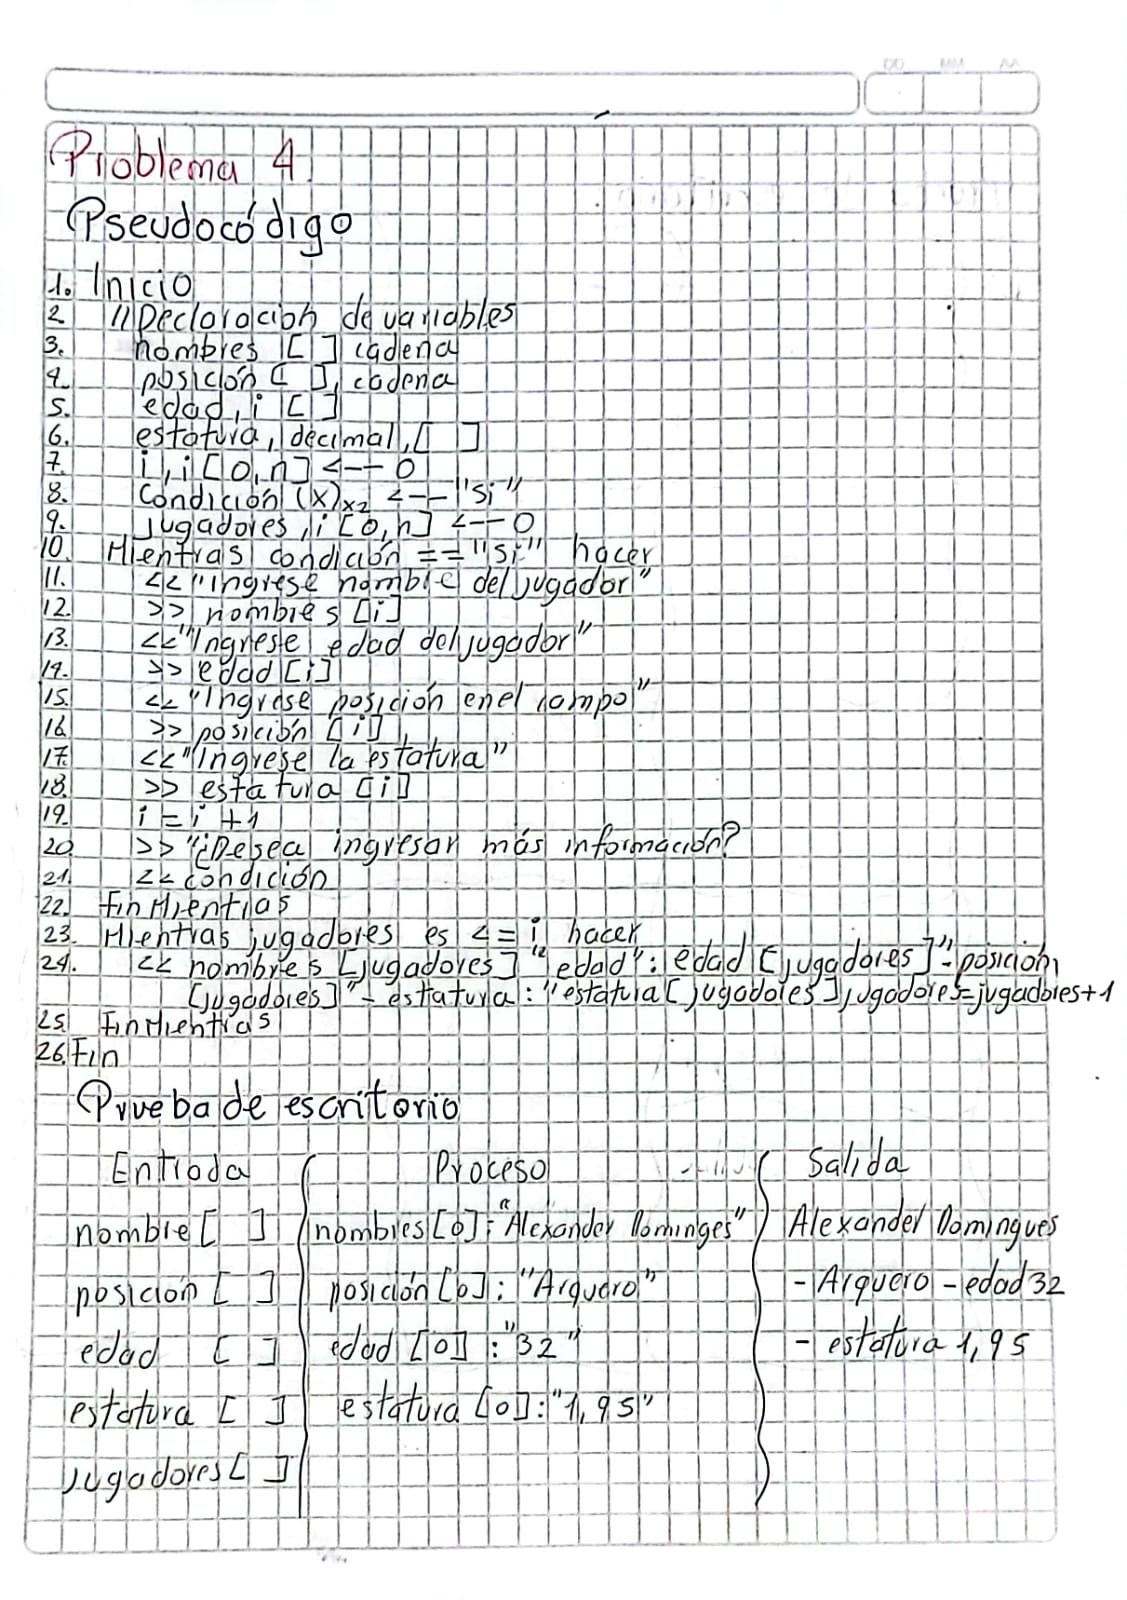 DD MM AA
Problema 4.
Pseudocódigo
1. Inicio
2 //Declaración de variables
3. nombres [ ] cadena
4. posición [ ], cadena
5. edad, i [ ]
6. estatura, decimal, [ ]
7. i, i [0,n] <-- 0
8. Condición (x)x2 <-- "si"
9. jugadores, i [0,n] <-- 0
10. Mientras condición == "si" hacer
11. << "ingrese nombre del jugador"
12. >> nombres [i]
13. << "Ingrese edad del jugador"
14. >> edad [i]
15. << "Ingrese posición en el campo"
16 >> posición [i]
17. << "Ingrese la estatura"
18. >> estatura [i]
19. i = i + 1
20 >> "¿Desea ingresar más información?
21. << condición
22. fin Mientras
23. Mientras jugadores es <= i hacer
24. << nombres [jugadores] "edad": edad [jugadores]"- posición
[jugadores]" - estatura: "estatura [jugadores] jugadores=jugadores+1
25. FinMientras
26. Fin
Prueba de escritorio
Entrada Proceso Salida
nombre [ ] nombres [0]: "Alexander Dominges" Alexander Domingues
posición [ ] posición [0]: "Arquero" - Arquero - edad 32
edad [ ] edad [0] : "32" - estatura 1,95
estatura [ ] estatura [0]: "1,95"
jugadores [ ]